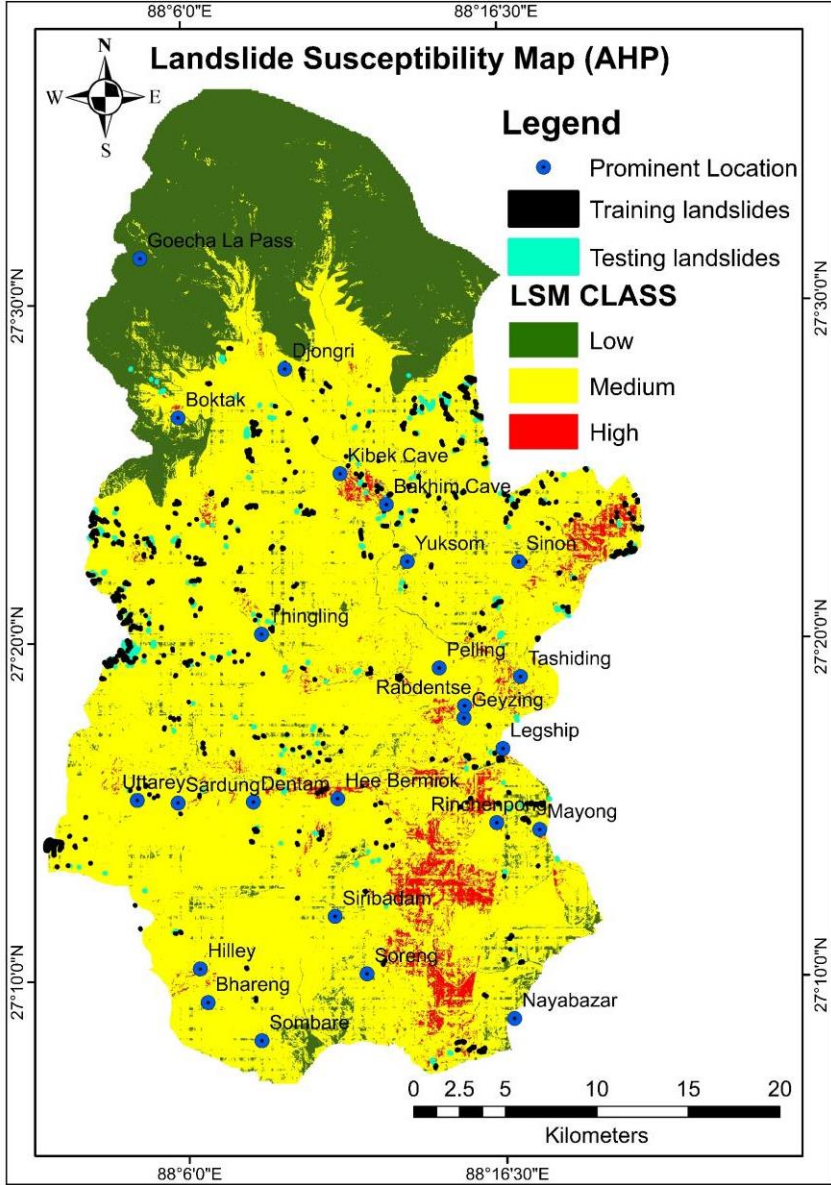 88°6'0"E
88°16'30"E
Landslide Susceptibility Map (AHP)
N
W
E
S
Legend
Prominent Location
Training landslides
Testing landslides
LSM CLASS
Low
Medium
High
27°30'0"N
27°30'0"N
Goecha La Pass
Djongri
Boktak
Kibek Cave
Bakhim Cave
Yuksom
Sinon
Thingling
27°20'0"N
27°20'0"N
Pelling
Tashiding
Rabdentse
Geyzing
Legship
Uttarey
Sardung
Dentam
Hee Bermiok
Rinchenpong
Mayong
Siribadam
Hilley
Soreng
Bhareng
27°10'0"N
27°10'0"N
Nayabazar
Sombare
0 2.5 5 10 15 20
Kilometers
88°6'0"E
88°16'30"E